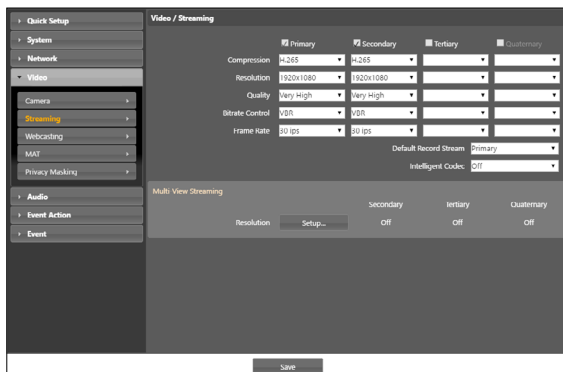 Quick Setup
System
Network
Video
Camera
Streaming
Webcasting
MAT
Privacy Masking
Audio
Event Action
Event
Video / Streaming
Primary Secondary Tertiary Quaternary
Compression H.265 H.265
Resolution 1920x1080 1920x1080
Quality Very High Very High
Bitrate Control VBR VBR
Frame Rate 30 ips 30 ips
Default Record Stream Primary
Intelligent Codec Off
Multi View Streaming
Secondary Tertiary Quaternary
Resolution Setup... Off Off Off
Save